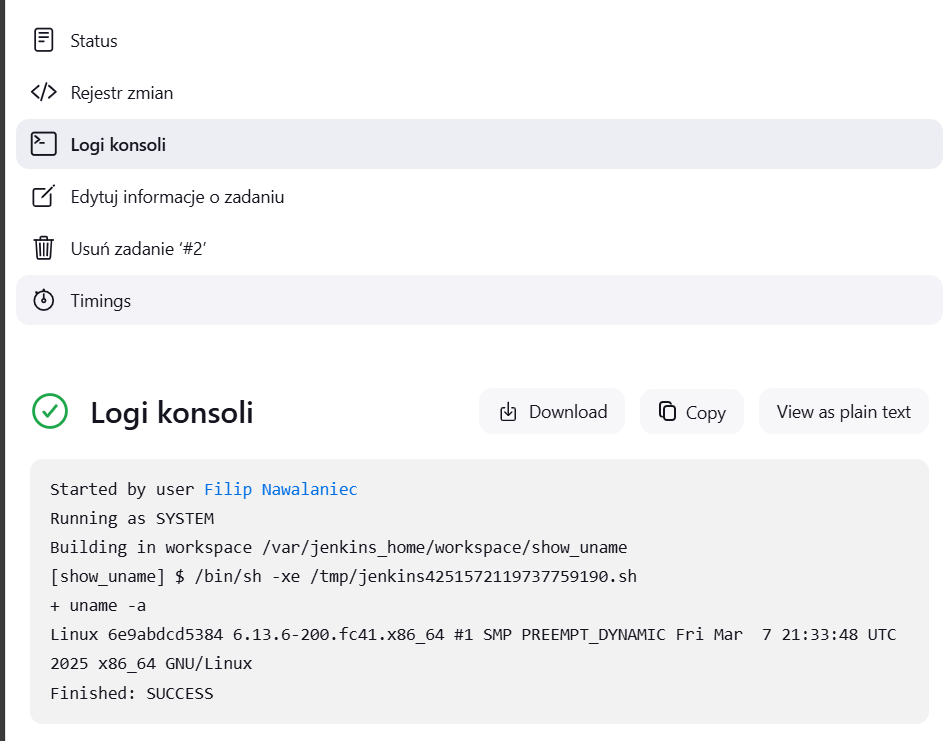 Status
Rejestr zmian
Logi konsoli
Edytuj informacje o zadaniu
Usuń zadanie ‘#2’
Timings
Logi konsoli
Download
Copy
View as plain text
Started by user Filip Nawalaniec
Running as SYSTEM
Building in workspace /var/jenkins_home/workspace/show_uname
[show_uname] $ /bin/sh -xe /tmp/jenkins4251572119737759190.sh
+ uname -a
Linux 6e9abdcd5384 6.13.6-200.fc41.x86_64 #1 SMP PREEMPT_DYNAMIC Fri Mar  7 21:33:48 UTC
2025 x86_64 GNU/Linux
Finished: SUCCESS